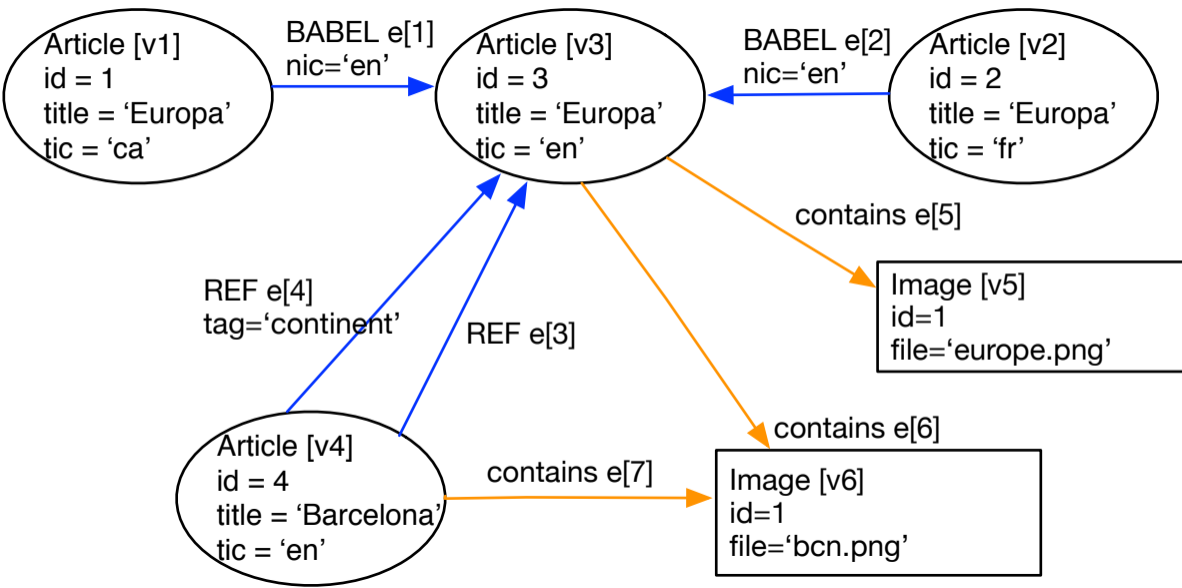 Article [v1]
id = 1
title = ‘Europa’
tic = ‘ca’
BABEL e[1]
nic=‘en’
Article [v3]
id = 3
title = ‘Europa’
tic = ‘en’
BABEL e[2]
nic=‘en’
Article [v2]
id = 2
title = ‘Europa’
tic = ‘fr’
contains e[5]
REF e[4]
tag=‘continent’
REF e[3]
Image [v5]
id=1
file=‘europe.png’
contains e[6]
Article [v4]
id = 4
title = ‘Barcelona’
tic = ‘en’
contains e[7]
Image [v6]
id=1
file=‘bcn.png’